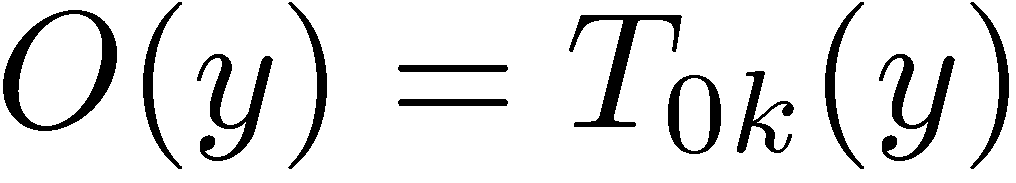 O(y) = T_{0k}(y)